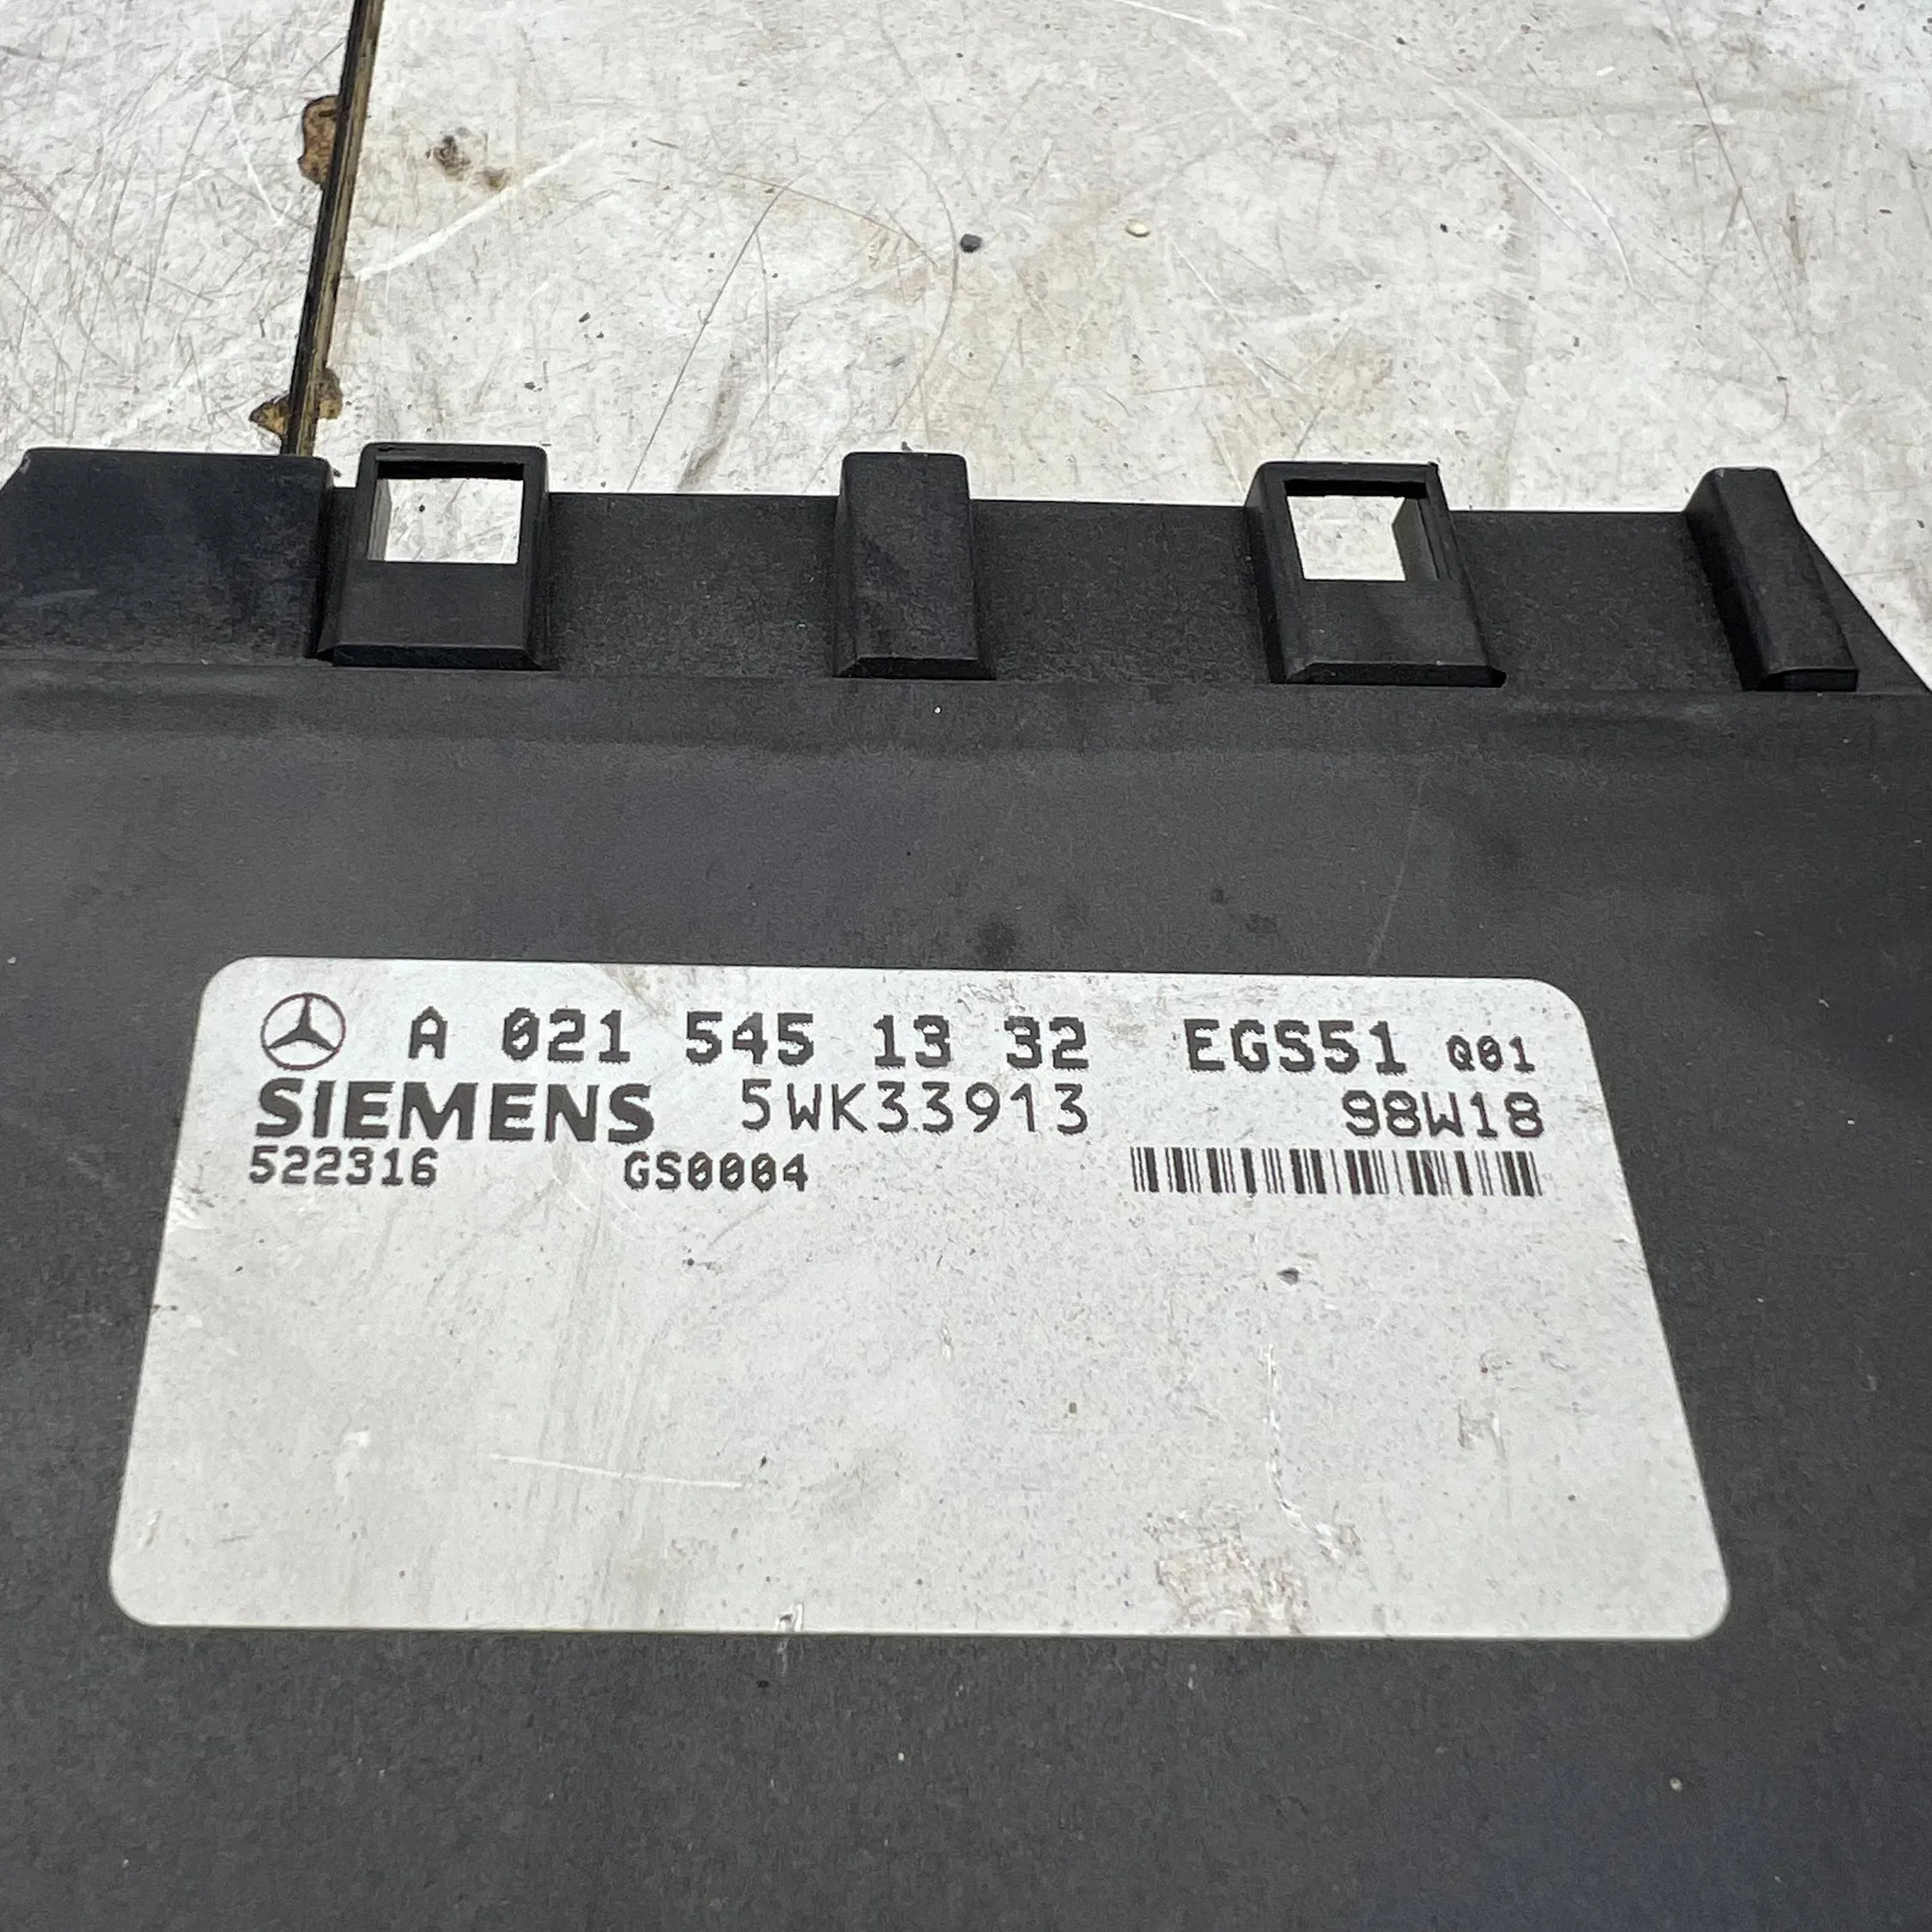 A 021 545 13 32 EGS51 Q01
SIEMENS 5WK33913 98W18
522316 GS0004